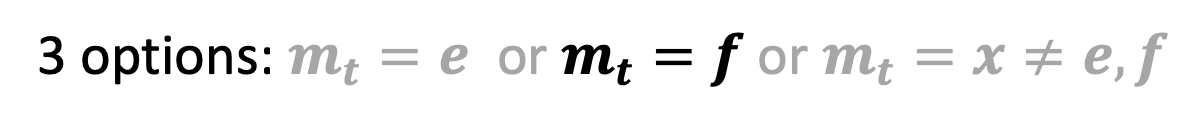 3 options: mₜ = e or mₜ = f or mₜ = x ≠ e, f